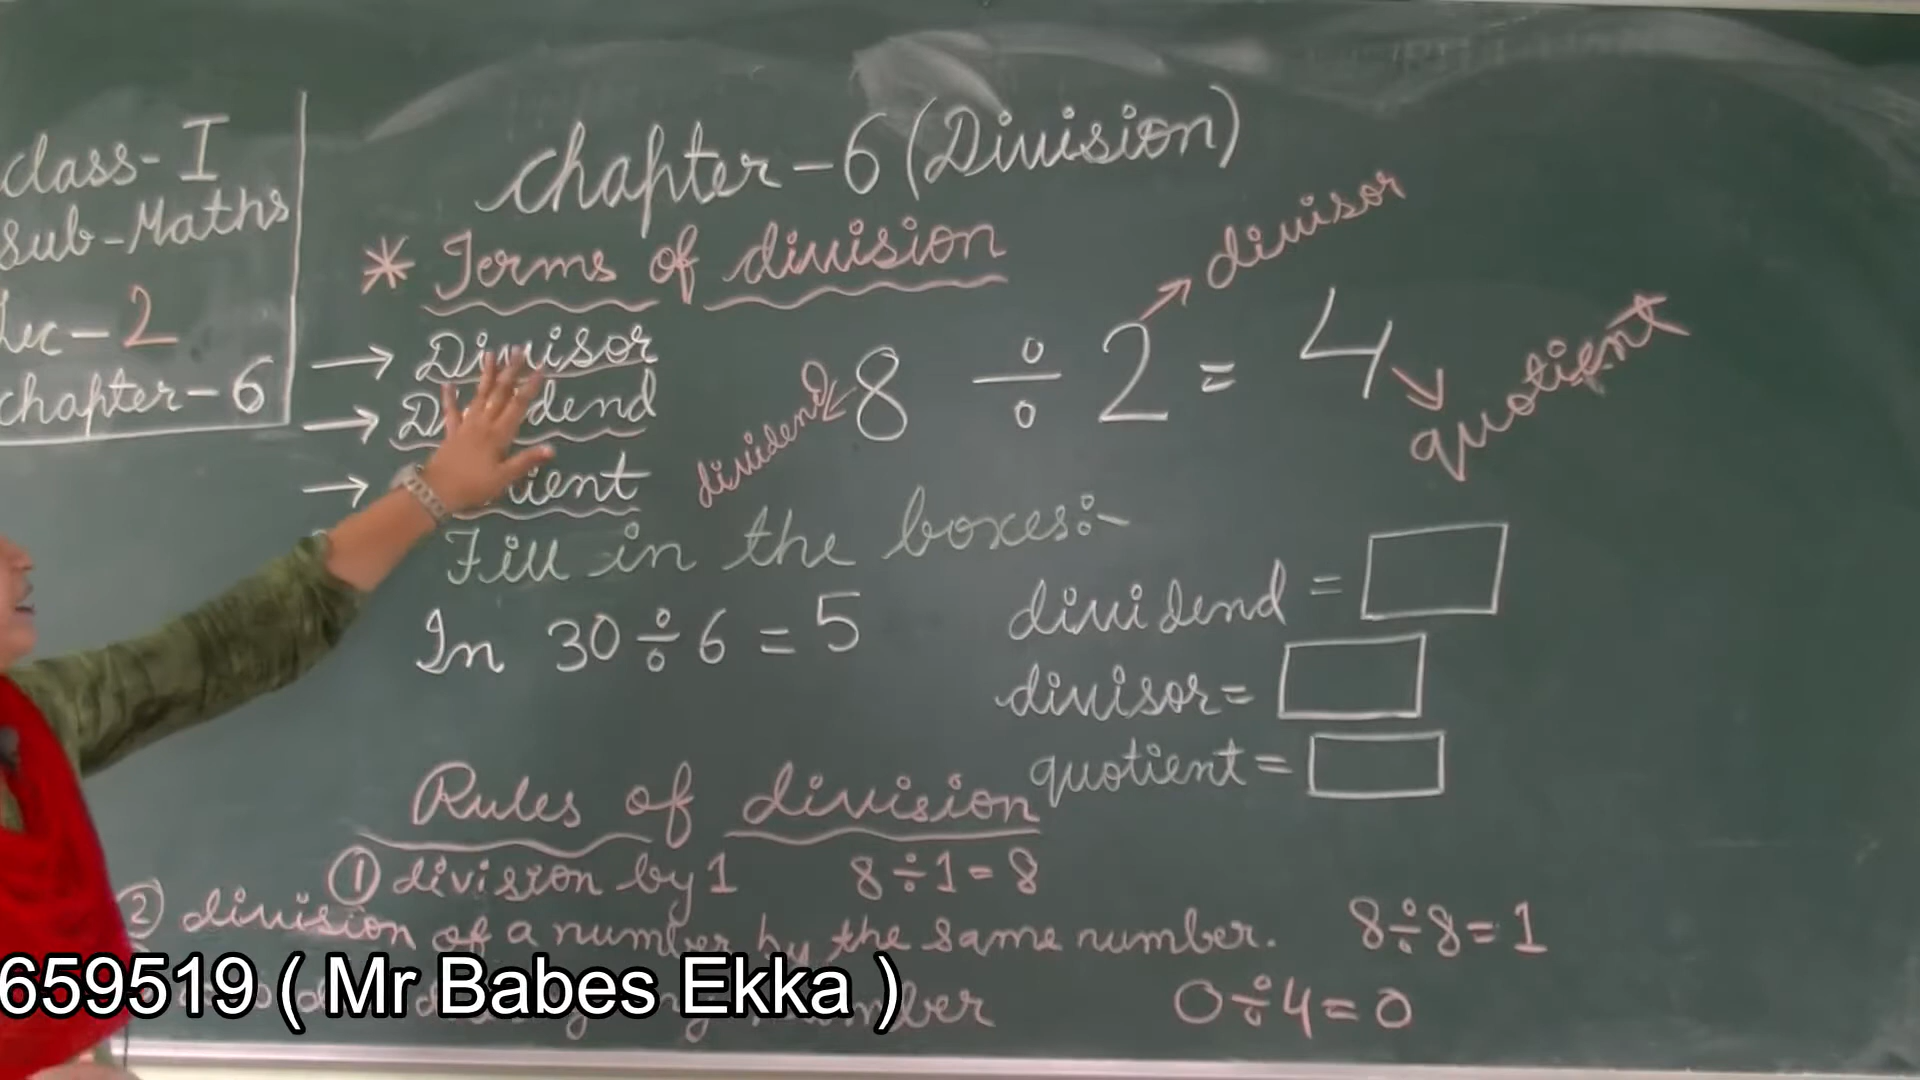 class-I
Sub-Maths
Lec-2
chapter-6
chapter-6 (Division)
* Terms of division
→ Divisor
→
→
8 ÷ 2 = 4
dividend
divisor
quotient
Fill in the boxes:-
In 30÷6 = 5
dividend =
divisor=
quotient =
Rules of division
① division by 1 8÷1=8
② division of a number by the same number. 8÷8=1
number 0÷4=0
659519 ( Mr Babes Ekka )